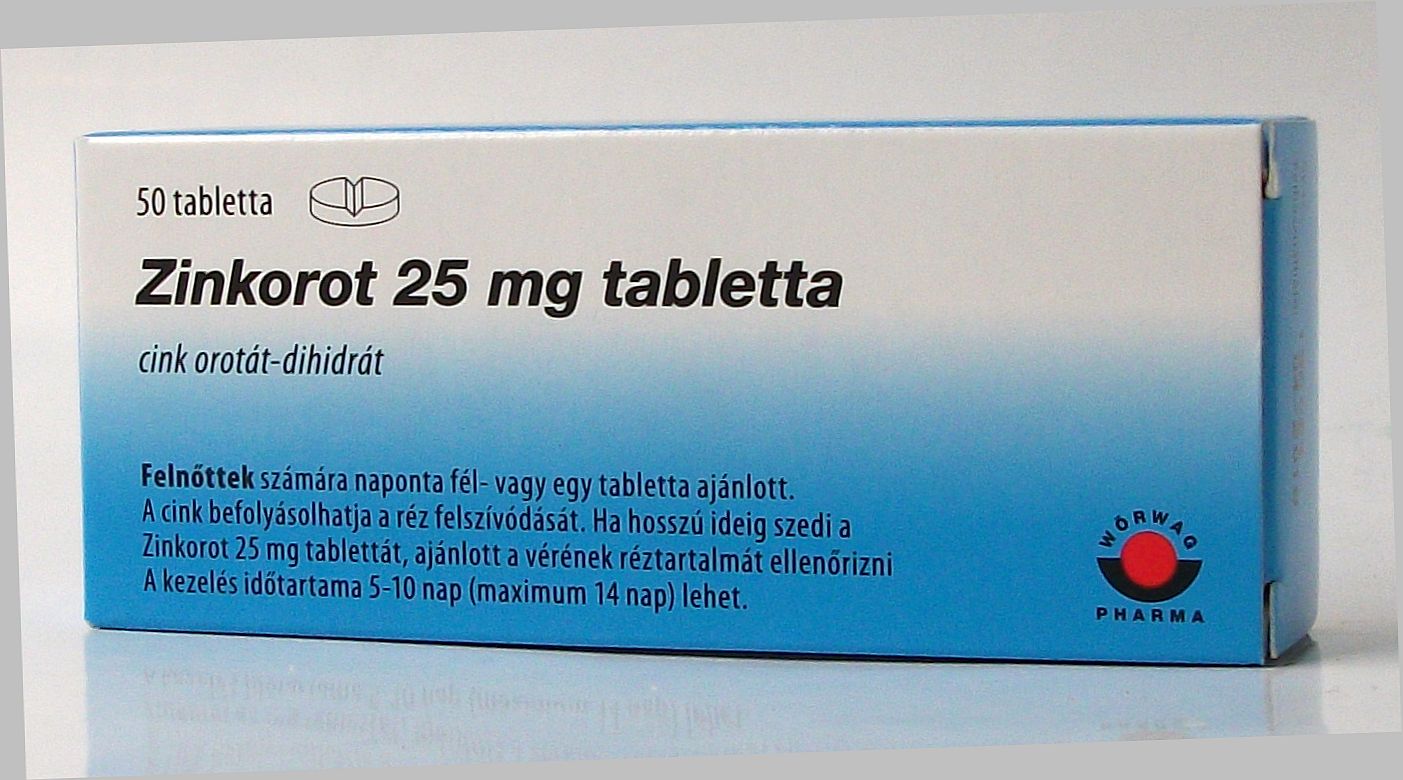 50 tabletta
Zinkorot 25 mg tabletta
cink orotát-dihidrát
Felnőttek számára naponta fél- vagy egy tabletta ajánlott.
A cink befolyásolhatja a réz felszívódását. Ha hosszú ideig szedi a
Zinkorot 25 mg tablettát, ajánlott a vérének réztartalmát ellenőrizni
A kezelés időtartama 5-10 nap (maximum 14 nap) lehet.
WÖRWAG
PHARMA